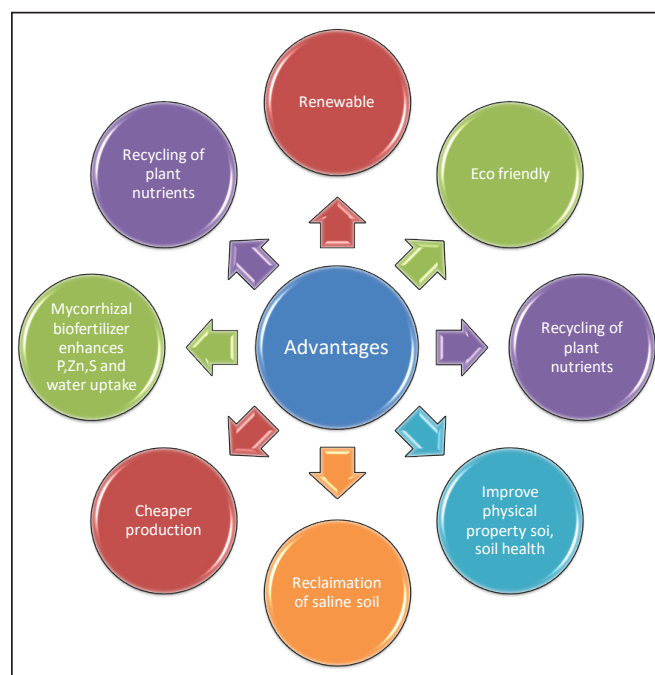 Renewable
Eco friendly
Recycling of
plant
nutrients
Improve
physical
property soi,
soil health
Reclaimation
of saline soil
Cheaper
production
Mycorrhizal
biofertilizer
enhances
P,Zn,S and
water uptake
Recycling of
plant
nutrients
Advantages